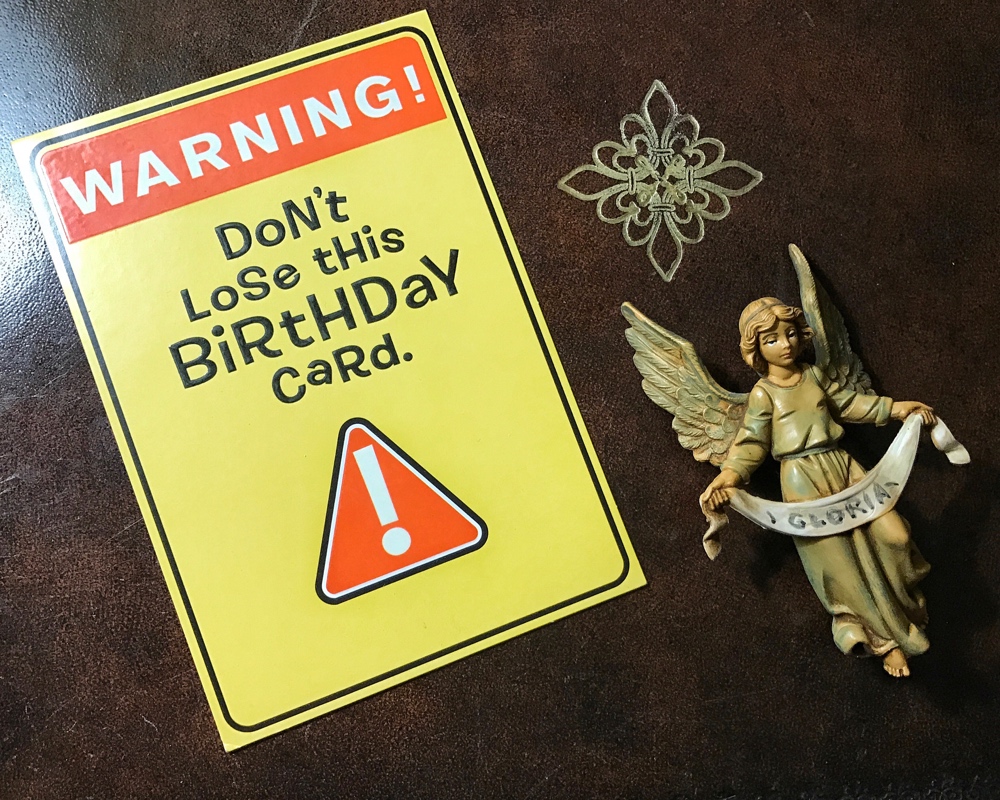 WARNING!
DoN't
LoSe tHis
BiRtHDaY
CaRd.
!
GLORIA